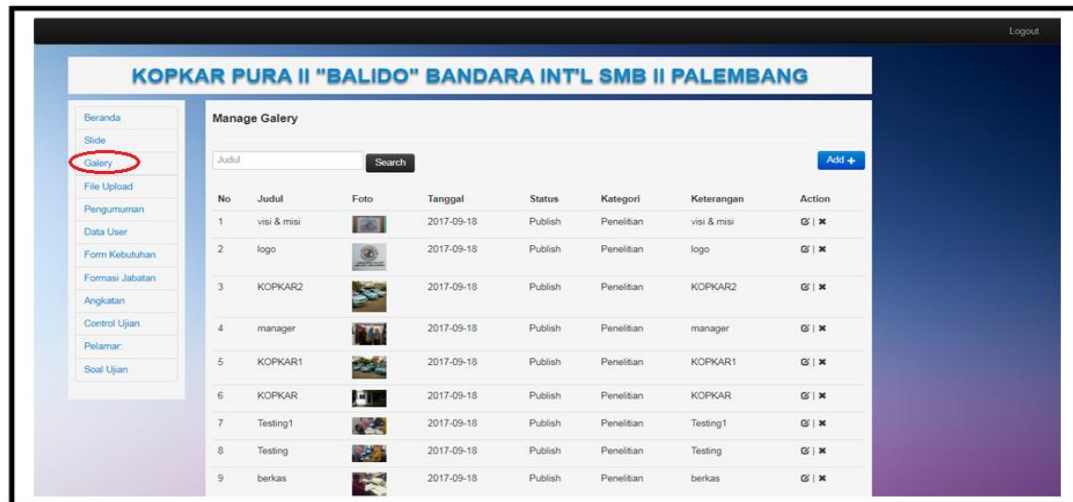 Logout
KOPKAR PURA II "BALIDO" BANDARA INT'L SMB II PALEMBANG
Beranda
Slide
Galery
File Upload
Pengumuman
Data User
Form Kebutuhan
Formasi Jabatan
Angkatan
Control Ujian
Pelamar.
Soal Ujian
Manage Galery
Judul Search Add +
No Judul Foto Tanggal Status Kategori Keterangan Action
1 visi & misi 2017-09-18 Publish Penelitian visi & misi |
2 logo 2017-09-18 Publish Penelitian logo |
3 KOPKAR2 2017-09-18 Publish Penelitian KOPKAR2 |
4 manager 2017-09-18 Publish Penelitian manager |
5 KOPKAR1 2017-09-18 Publish Penelitian KOPKAR1 |
6 KOPKAR 2017-09-18 Publish Penelitian KOPKAR |
7 Testing1 2017-09-18 Publish Penelitian Testing1 |
8 Testing 2017-09-18 Publish Penelitian Testing |
9 berkas 2017-09-18 Publish Penelitian berkas |